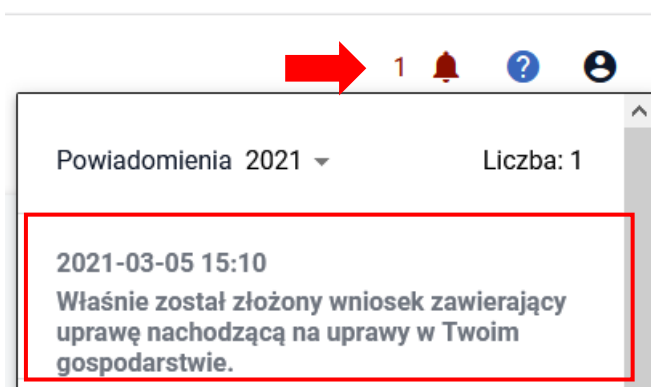 1 ?
Powiadomienia 2021 Liczba: 1
2021-03-05 15:10
Właśnie został złożony wniosek zawierający
uprawę nachodzącą na uprawy w Twoim
gospodarstwie.